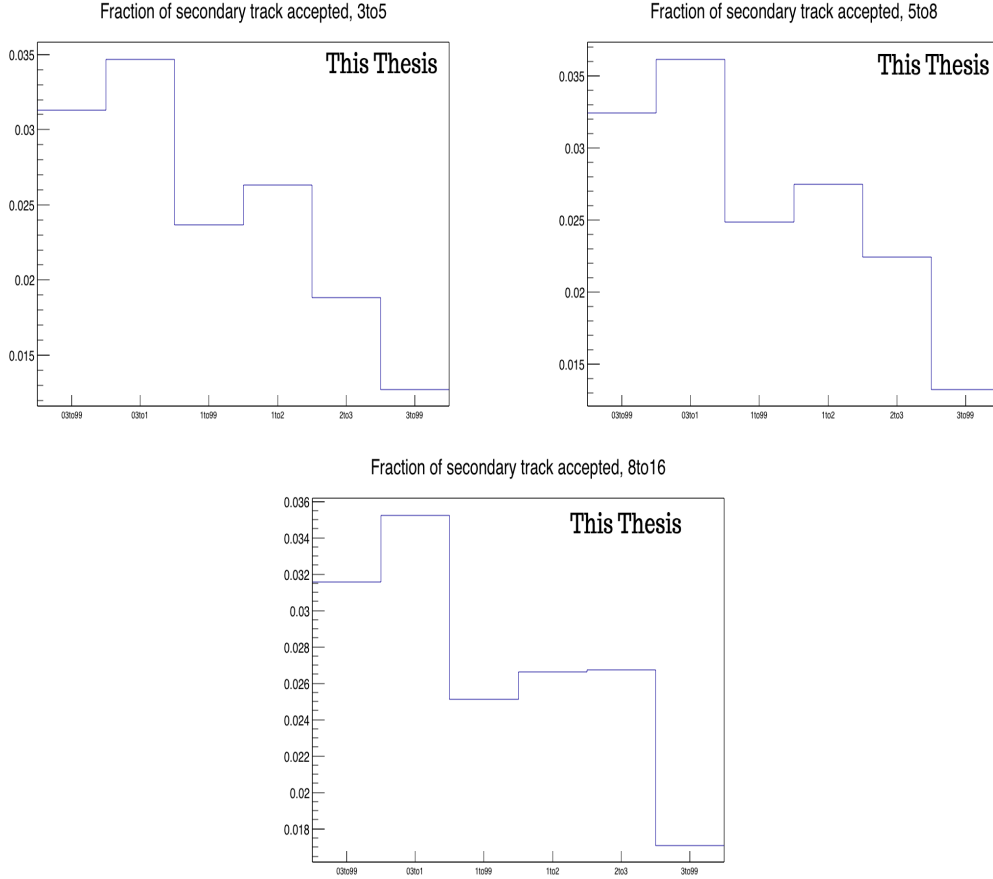 Fraction of secondary track accepted, 3to5
This Thesis
0.035
0.03
0.025
0.02
0.015
03to99 03to1 1to99 1to2 2to3 3to99
Fraction of secondary track accepted, 5to8
This Thesis
0.035
0.03
0.025
0.02
0.015
03to99 03to1 1to99 1to2 2to3 3to99
Fraction of secondary track accepted, 8to16
This Thesis
0.036
0.034
0.032
0.03
0.028
0.026
0.024
0.022
0.02
0.018
03to99 03to1 1to99 1to2 2to3 3to99